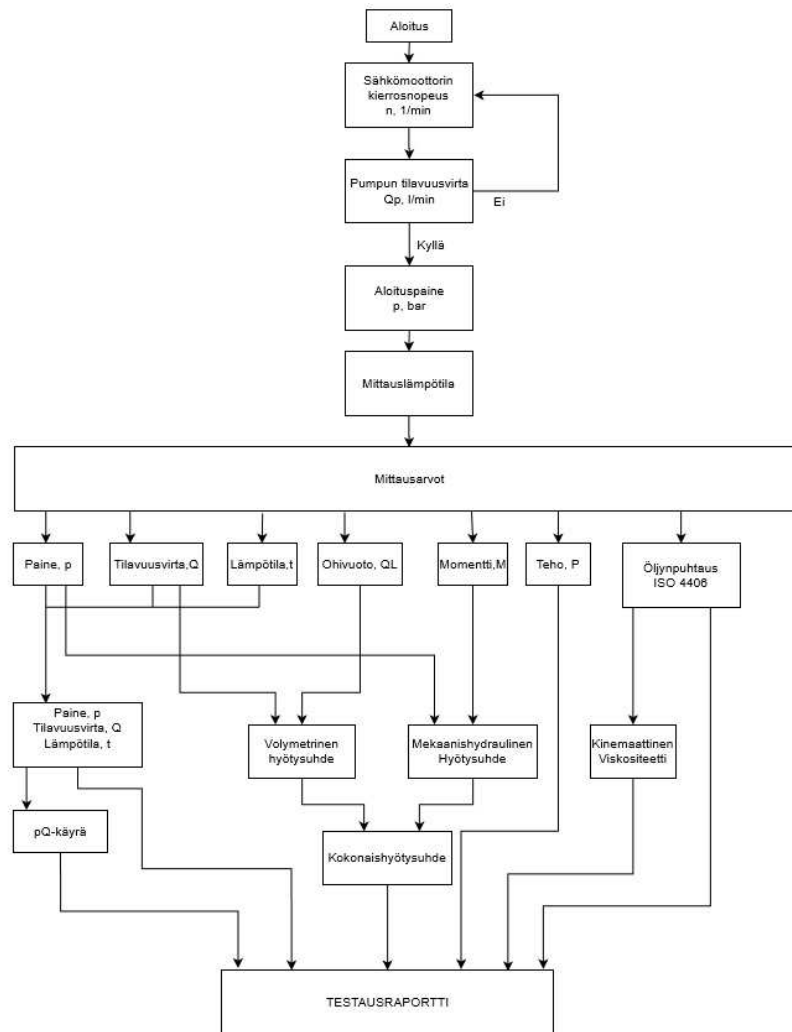 Aloitus
Sähkömoottorin
kierrosnopeus
n, 1/min
Pumpun tilavuusvirta
Qp, l/min
Ei
Kyllä
Aloituspaine
p, bar
Mittauslämpötila
Mittausarvot
Paine, p
Tilavuusvirta,Q
Lämpötila,t
Ohivuoto, QL
Momentti,M
Teho, P
Öljynpuhtaus
ISO 4406
Paine, p
Tilavuusvirta, Q
Lämpötila, t
Volymetrinen
hyötysuhde
Mekaanishydraulinen
Hyötysuhde
Kinemaattinen
Viskositeetti
pQ-käyrä
Kokonaishyötysuhde
TESTAUSRAPORTTI